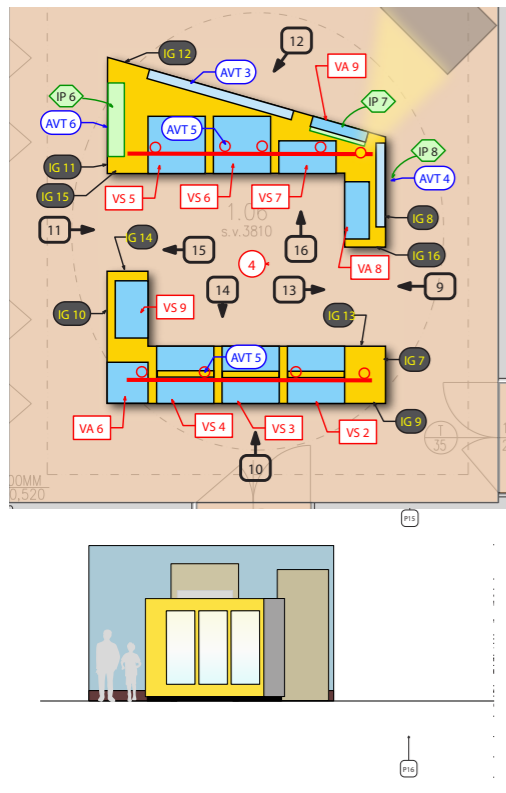 12
IG 12
AVT 3
VA 9
IP 6
IP 7
AVT 6
AVT 5
IP 8
IG 11
AVT 4
IG 15
VS 5
VS 6
VS 7
1.06
s.v.3810
IG 8
11
16
G 14
15
IG 16
4
VA 8
14
13
9
VS 9
IG 10
IG 13
AVT 5
IG 7
VA 6
VS 4
VS 3
VS 2
IG 9
T
35
10
00MM
0,520
P15
P16